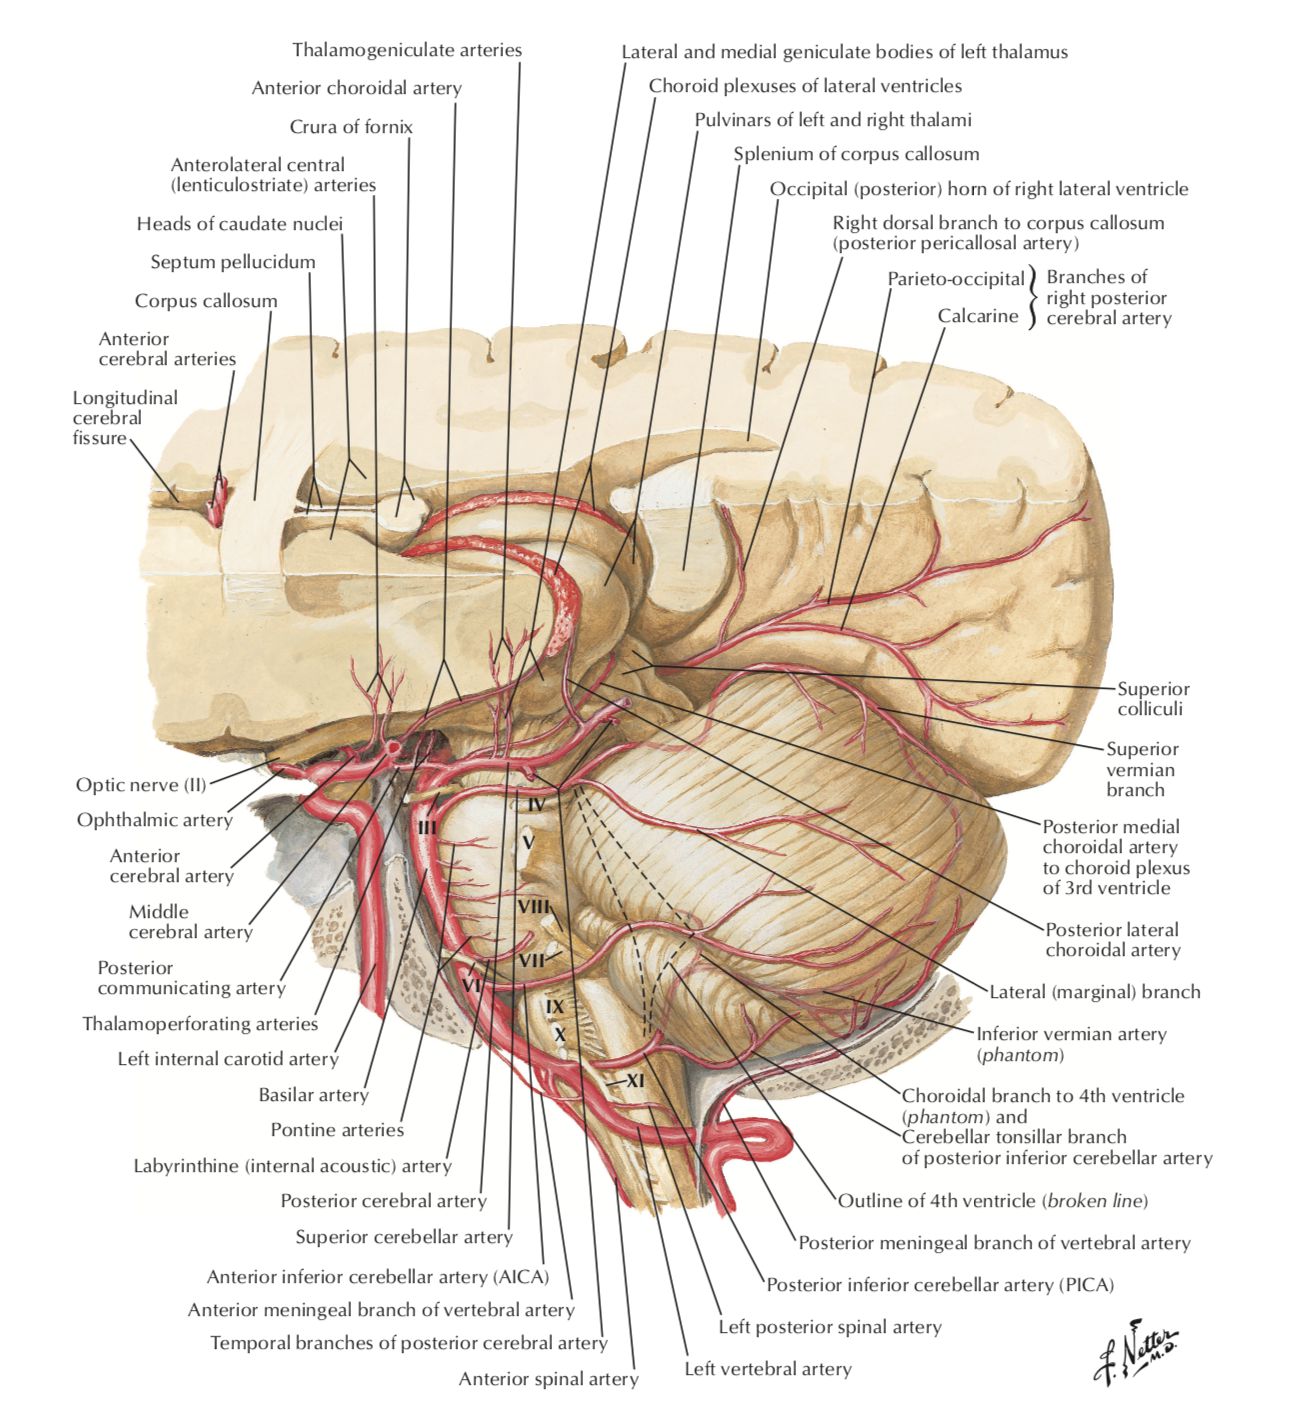 Thalamogeniculate arteries
Anterior choroidal artery
Crura of fornix
Anterolateral central
(lenticulostriate) arteries
Heads of caudate nuclei
Septum pellucidum
Corpus callosum
Anterior
cerebral arteries
Longitudinal
cerebral
fissure
Lateral and medial geniculate bodies of left thalamus
Choroid plexuses of lateral ventricles
Pulvinars of left and right thalami
Splenium of corpus callosum
Occipital (posterior) horn of right lateral ventricle
Right dorsal branch to corpus callosum
(posterior pericallosal artery)
Parieto-occipital
Calcarine
Branches of
right posterior
cerebral artery
Optic nerve (II)
Ophthalmic artery
Anterior
cerebral artery
Middle
cerebral artery
Posterior
communicating artery
Thalamoperforating arteries
Left internal carotid artery
Basilar artery
Pontine arteries
Labyrinthine (internal acoustic) artery
Posterior cerebral artery
Superior cerebellar artery
Anterior inferior cerebellar artery (AICA)
Anterior meningeal branch of vertebral artery
Temporal branches of posterior cerebral artery
Anterior spinal artery
III
IV
V
VIII
VII
VI
IX
X
XI
Superior
colliculi
Superior
vermian
branch
Posterior medial
choroidal artery
to choroid plexus
of 3rd ventricle
Posterior lateral
choroidal artery
Lateral (marginal) branch
Inferior vermian artery
(phantom)
Choroidal branch to 4th ventricle
(phantom) and
Cerebellar tonsillar branch
of posterior inferior cerebellar artery
Outline of 4th ventricle (broken line)
Posterior meningeal branch of vertebral artery
Posterior inferior cerebellar artery (PICA)
Left posterior spinal artery
Left vertebral artery
F. Netter
M.D.